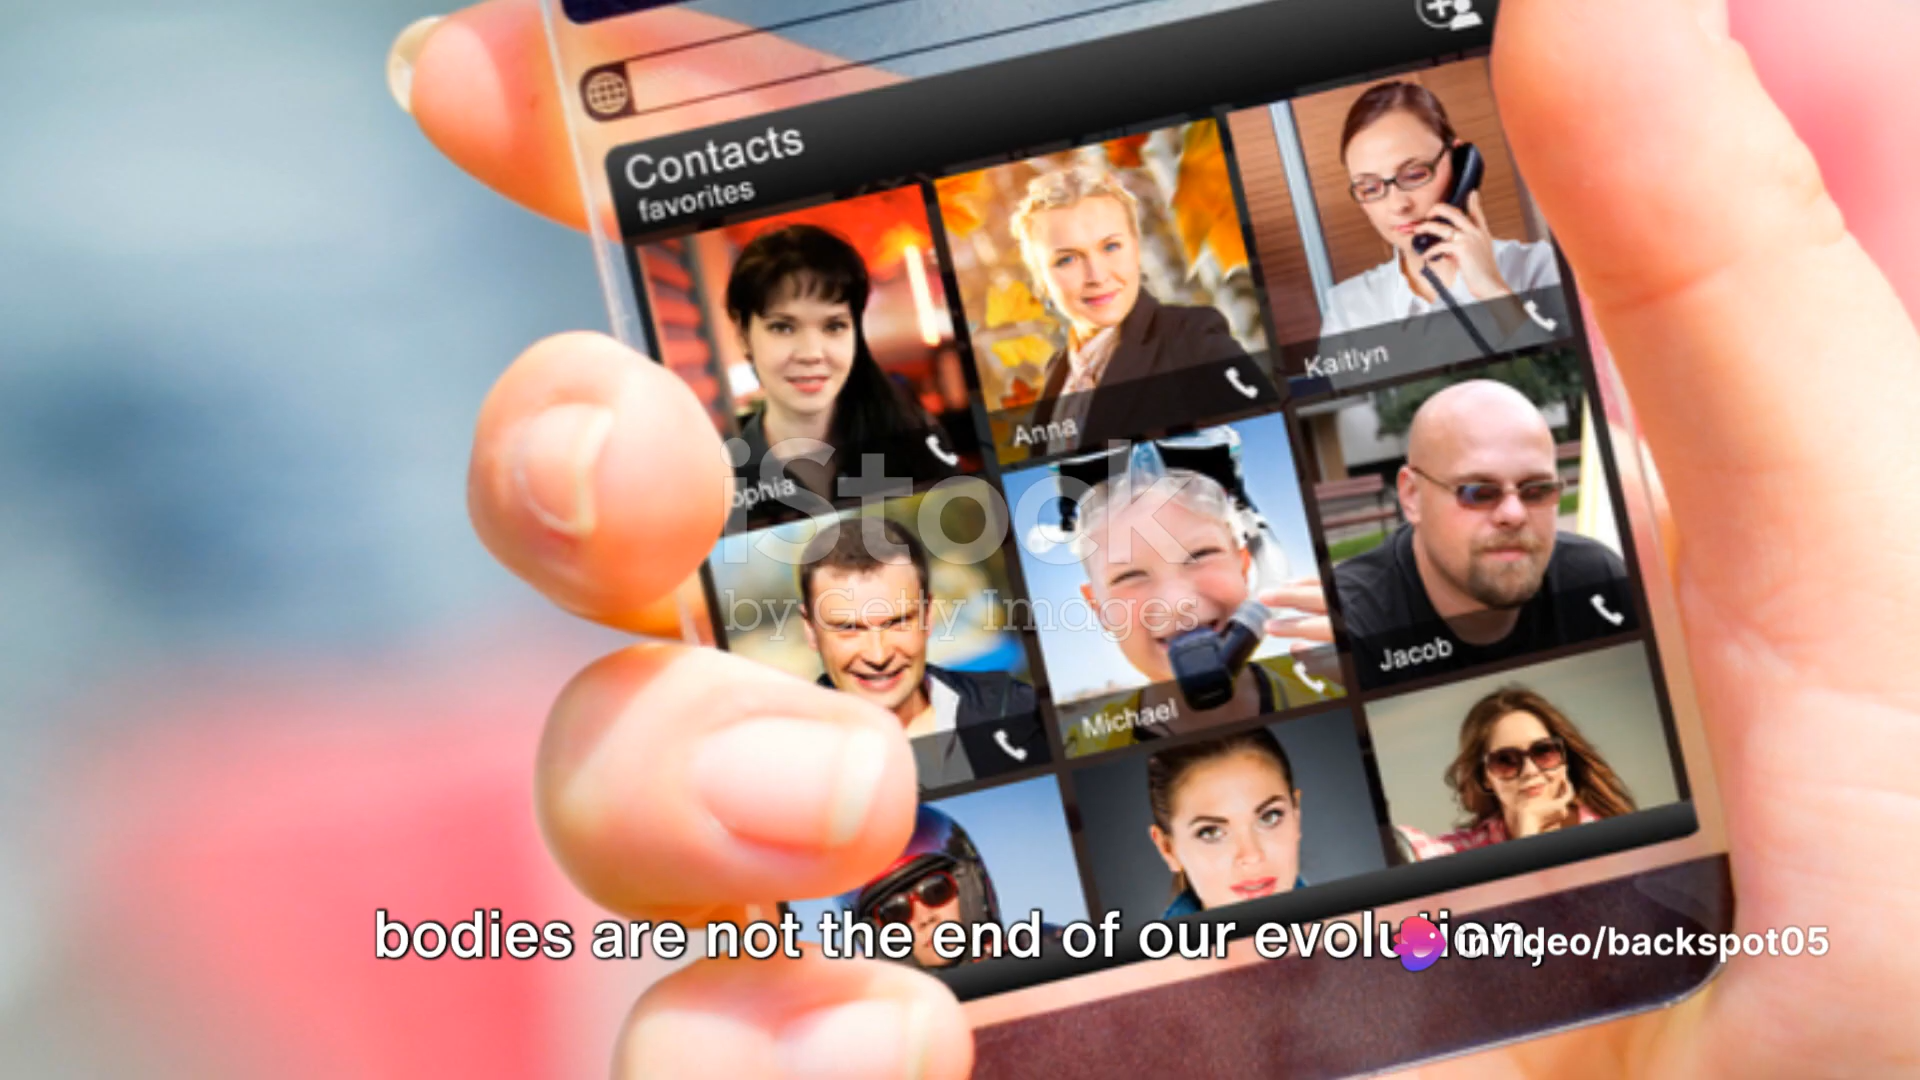 Contacts
favorites
Kaitlyn
Anna
ophia
iStock
by Getty Images
Jacob
Michael
bodies are not the end of our evolution,
invideo/backspot05